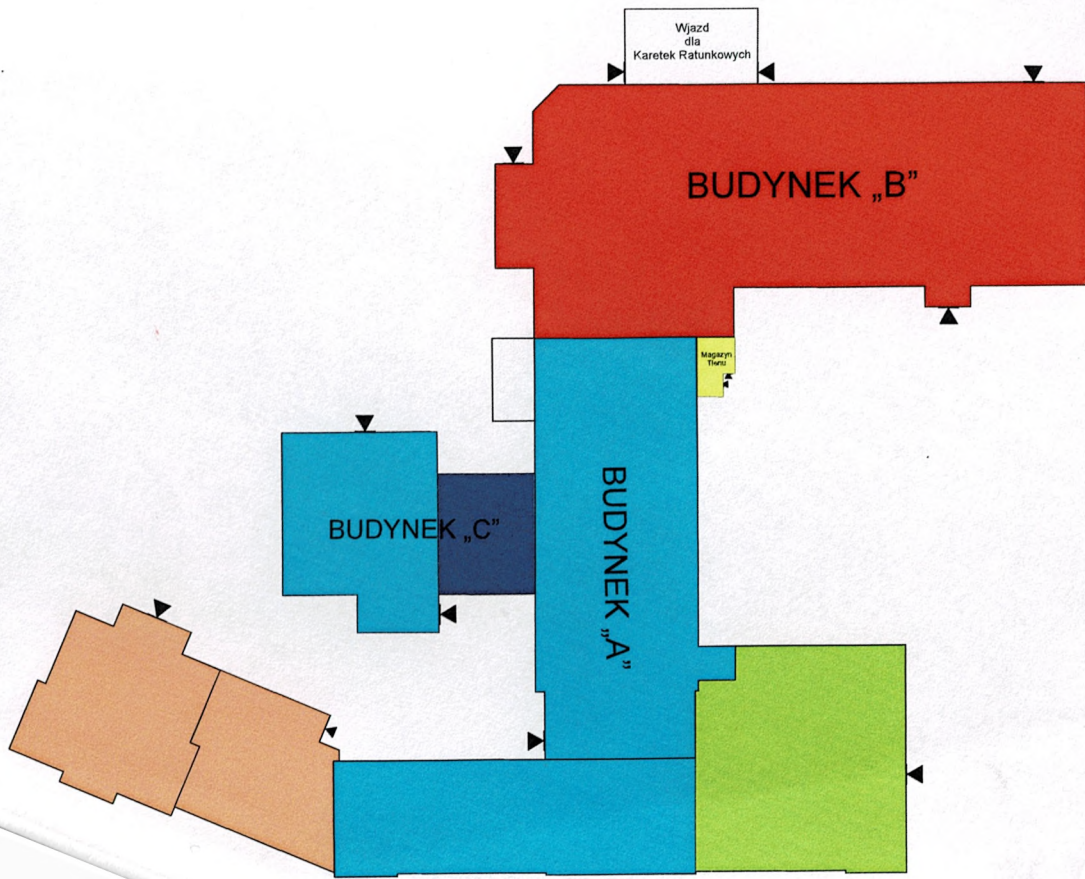 Wjazd
dla
Karetek Ratunkowych
BUDYNEK „B”
Magazyn
Tlenu
BUDYNEK „C”
BUDYNEK „A”